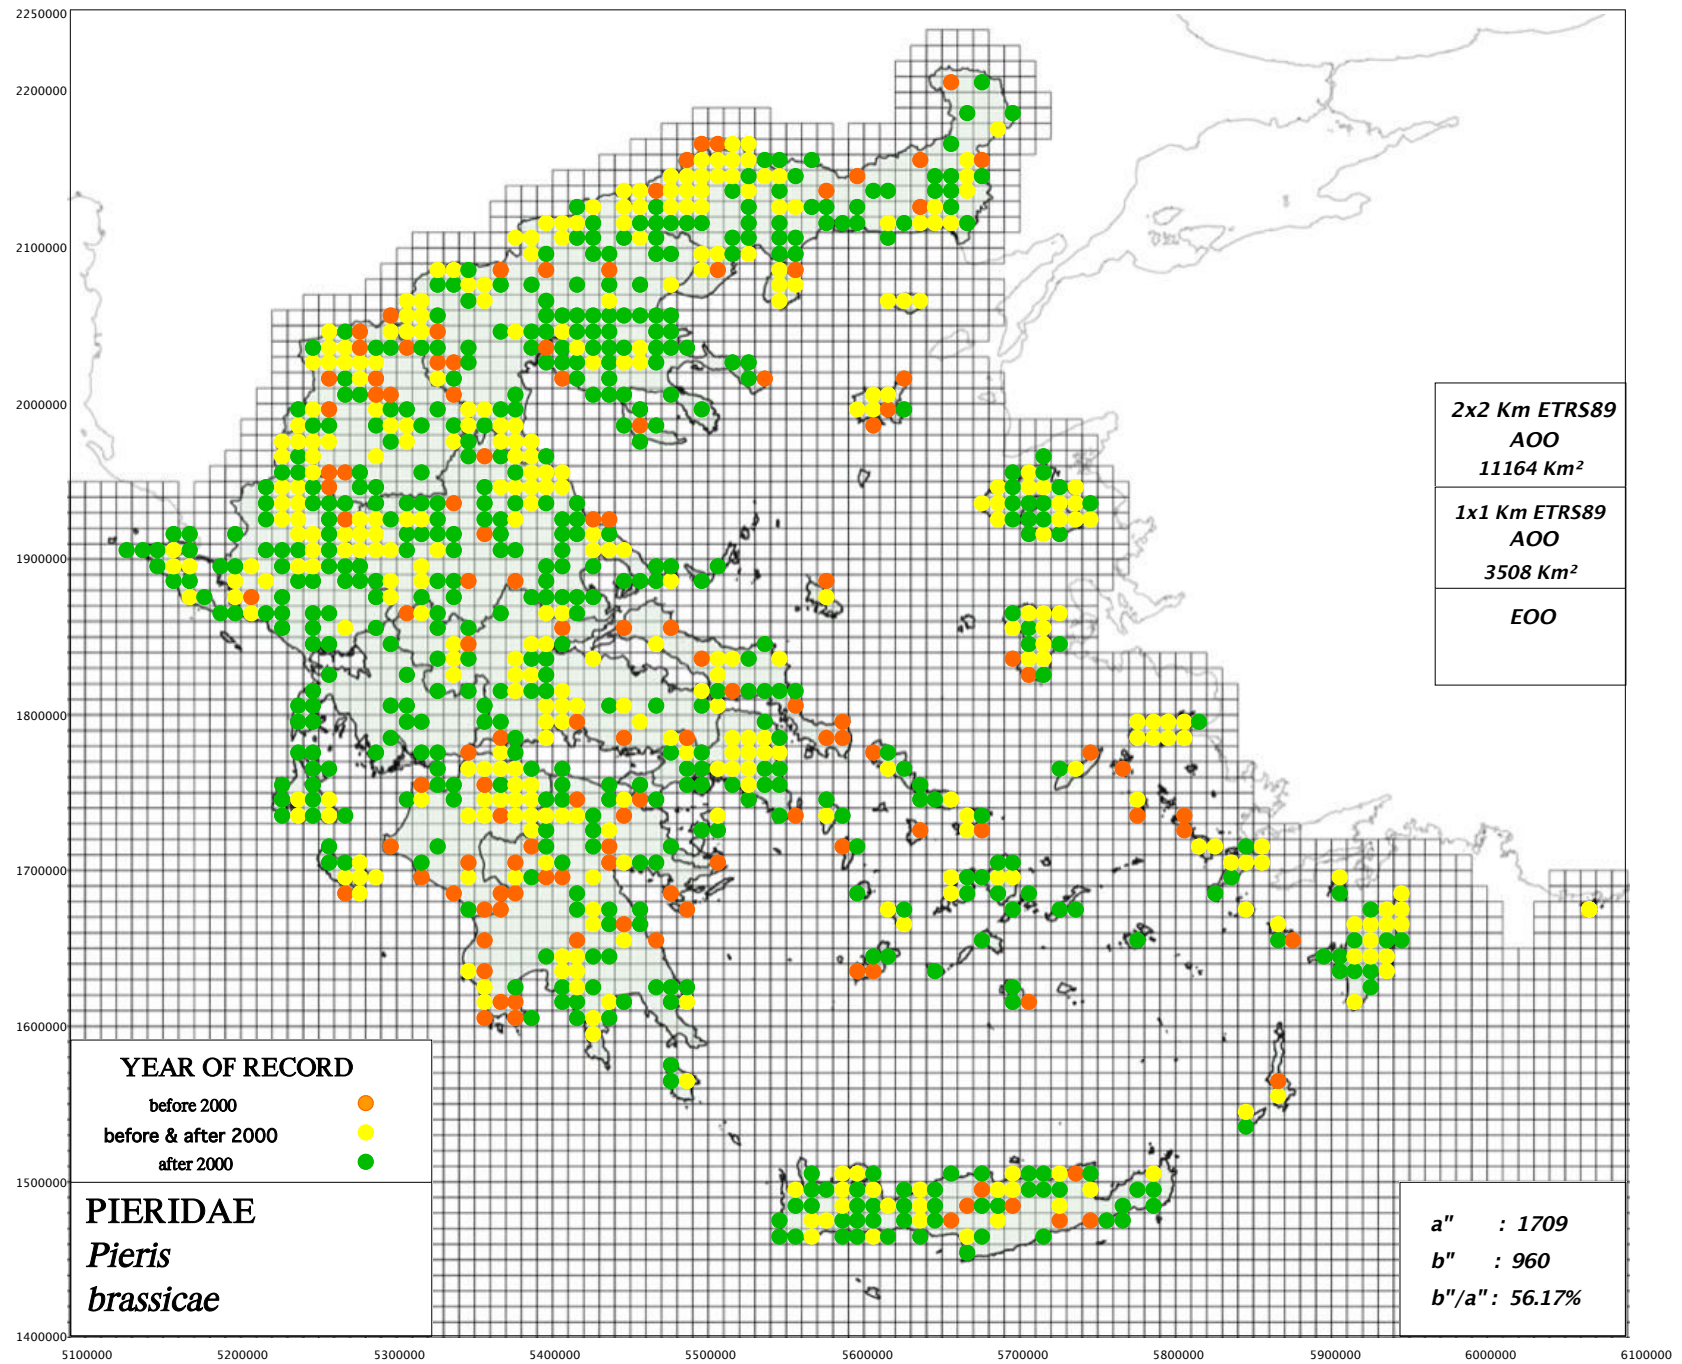 2250000
2200000
2100000
2000000
1900000
1800000
1700000
1600000
1500000
1400000
5100000 5200000 5300000 5400000 5500000 5600000 5700000 5800000 5900000 6000000 6100000
2x2 Km ETRS89
AOO
11164 Km²
1x1 Km ETRS89
AOO
3508 Km²
EOO
YEAR OF RECORD
before 2000
before & after 2000
after 2000
PIERIDAE
Pieris
brassicae
a" : 1709
b" : 960
b"/a" : 56.17%